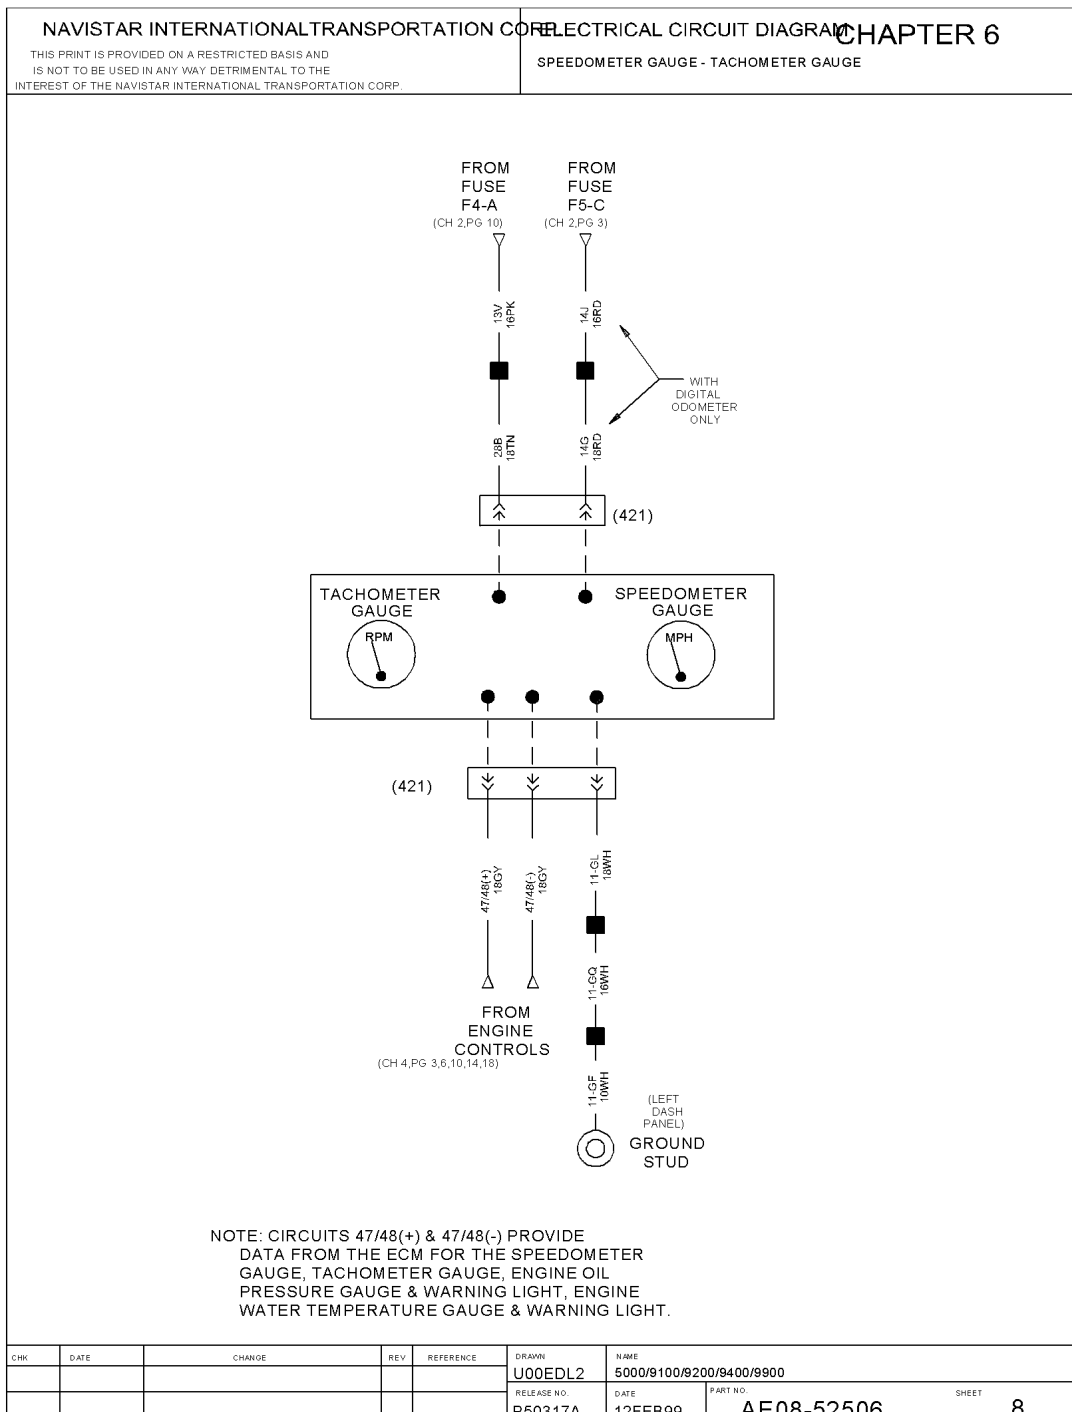 NAVISTAR INTERNATIONALTRANSPORTATION CORP.
THIS PRINT IS PROVIDED ON A RESTRICTED BASIS AND
IS NOT TO BE USED IN ANY WAY DETRIMENTAL TO THE
INTEREST OF THE NAVISTAR INTERNATIONAL TRANSPORTATION CORP.
ELECTRICAL CIRCUIT DIAGRAM
CHAPTER 6
SPEEDOMETER GAUGE - TACHOMETER GAUGE
FROM
FUSE
F4-A
(CH 2,PG 10)
FROM
FUSE
F5-C
(CH 2,PG 3)
13V
16PK
14J
16RD
WITH
DIGITAL
ODOMETER
ONLY
28B
18TN
14G
18RD
(421)
TACHOMETER
GAUGE
RPM
SPEEDOMETER
GAUGE
MPH
(421)
47/48(+)
18GY
47/48(-)
18GY
11-GL
18WH
11-GQ
16WH
FROM
ENGINE
CONTROLS
(CH 4,PG 3,6,10,14,18)
11-GF
10WH
(LEFT
DASH
PANEL)
GROUND
STUD
NOTE: CIRCUITS 47/48(+) & 47/48(-) PROVIDE
DATA FROM THE ECM FOR THE SPEEDOMETER
GAUGE, TACHOMETER GAUGE, ENGINE OIL
PRESSURE GAUGE & WARNING LIGHT, ENGINE
WATER TEMPERATURE GAUGE & WARNING LIGHT.
CHK DATE CHANGE REV REFERENCE
DRAWN
U00EDL2
NAME
5000/9100/9200/9400/9900
RELEASE NO.
P50317A
DATE
12FEB99
PART NO.
AE08-52506
SHEET
8